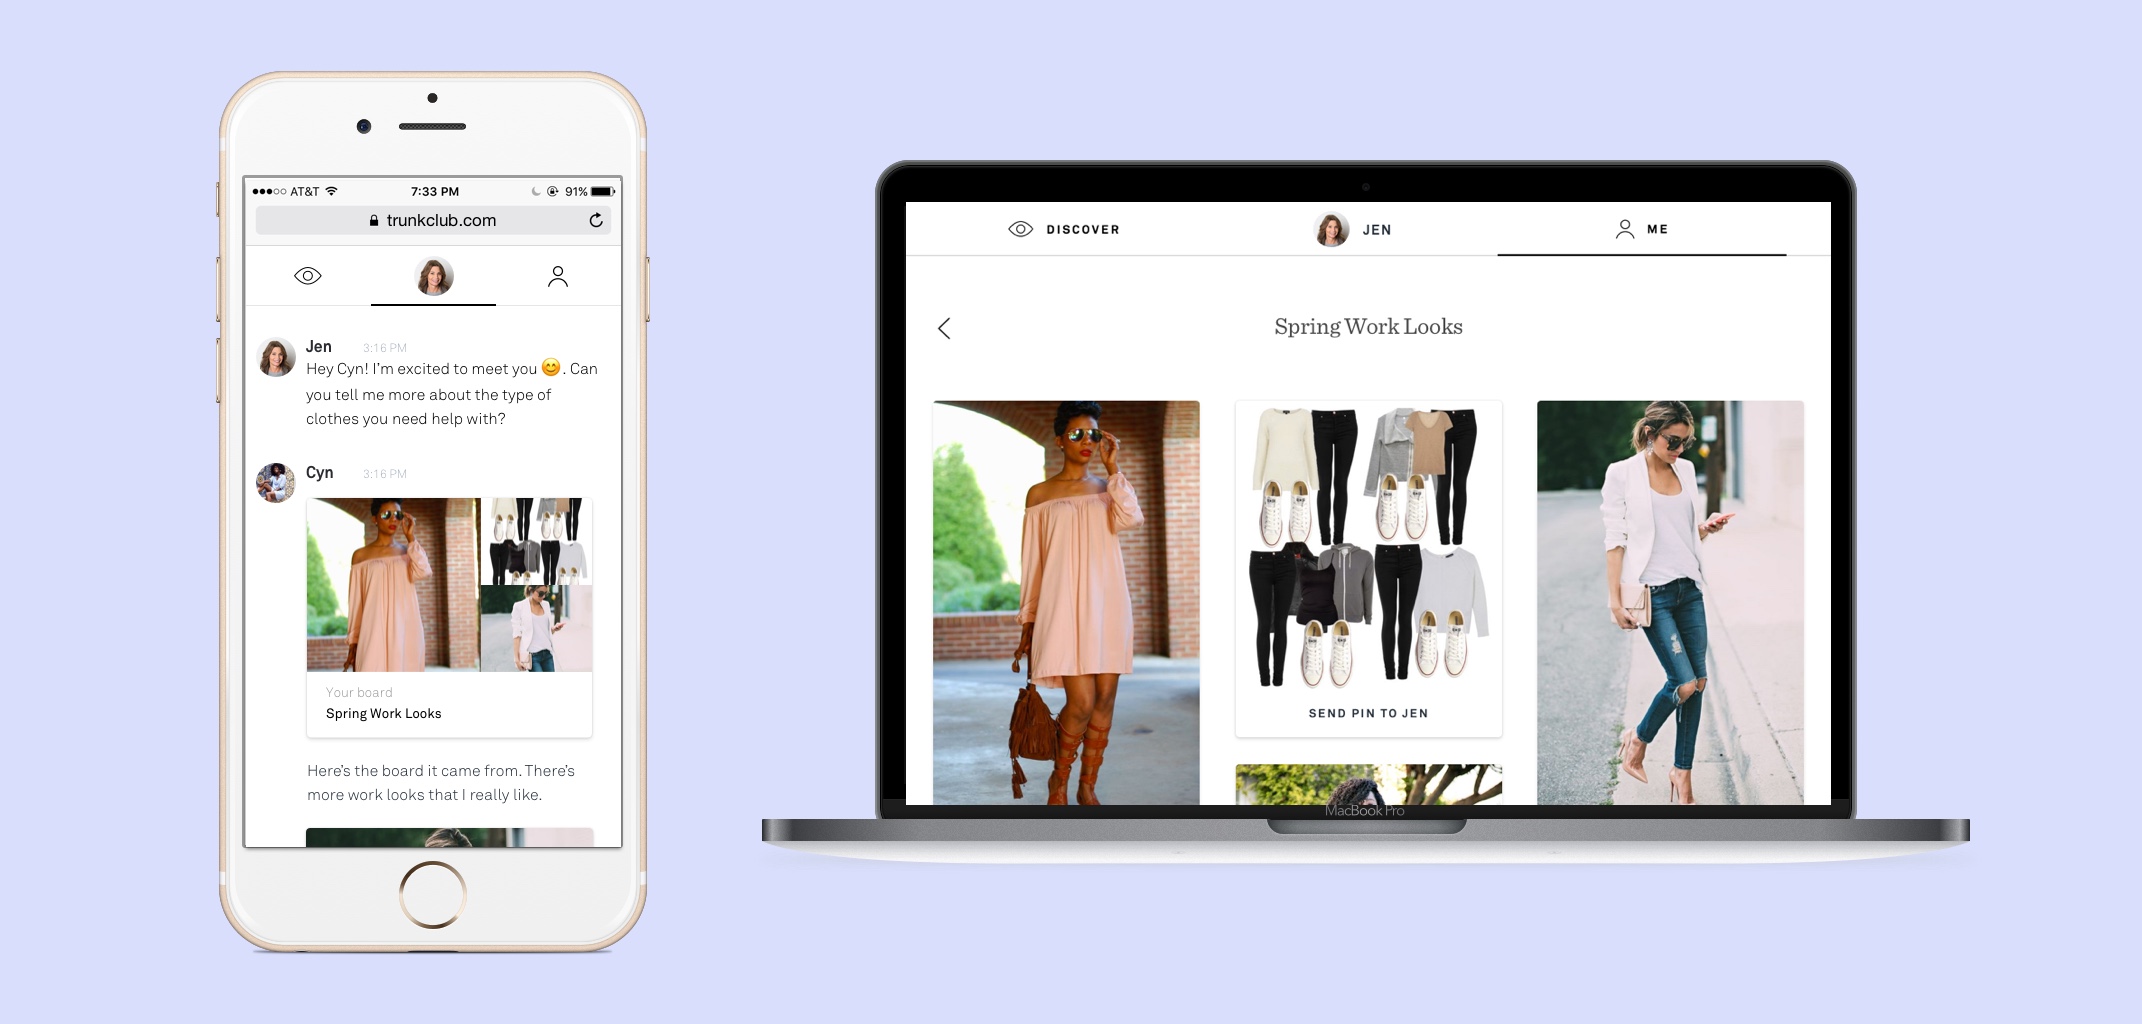 AT&T 7:33 PM 91%
trunkclub.com
Jen 3:16 PM
Hey Cyn! I'm excited to meet you 😊. Can
you tell me more about the type of
clothes you need help with?
Cyn 3:16 PM
Your board
Spring Work Looks
Here's the board it came from. There's
more work looks that I really like.
DISCOVER JEN ME
Spring Work Looks
SEND PIN TO JEN
MacBook Pro